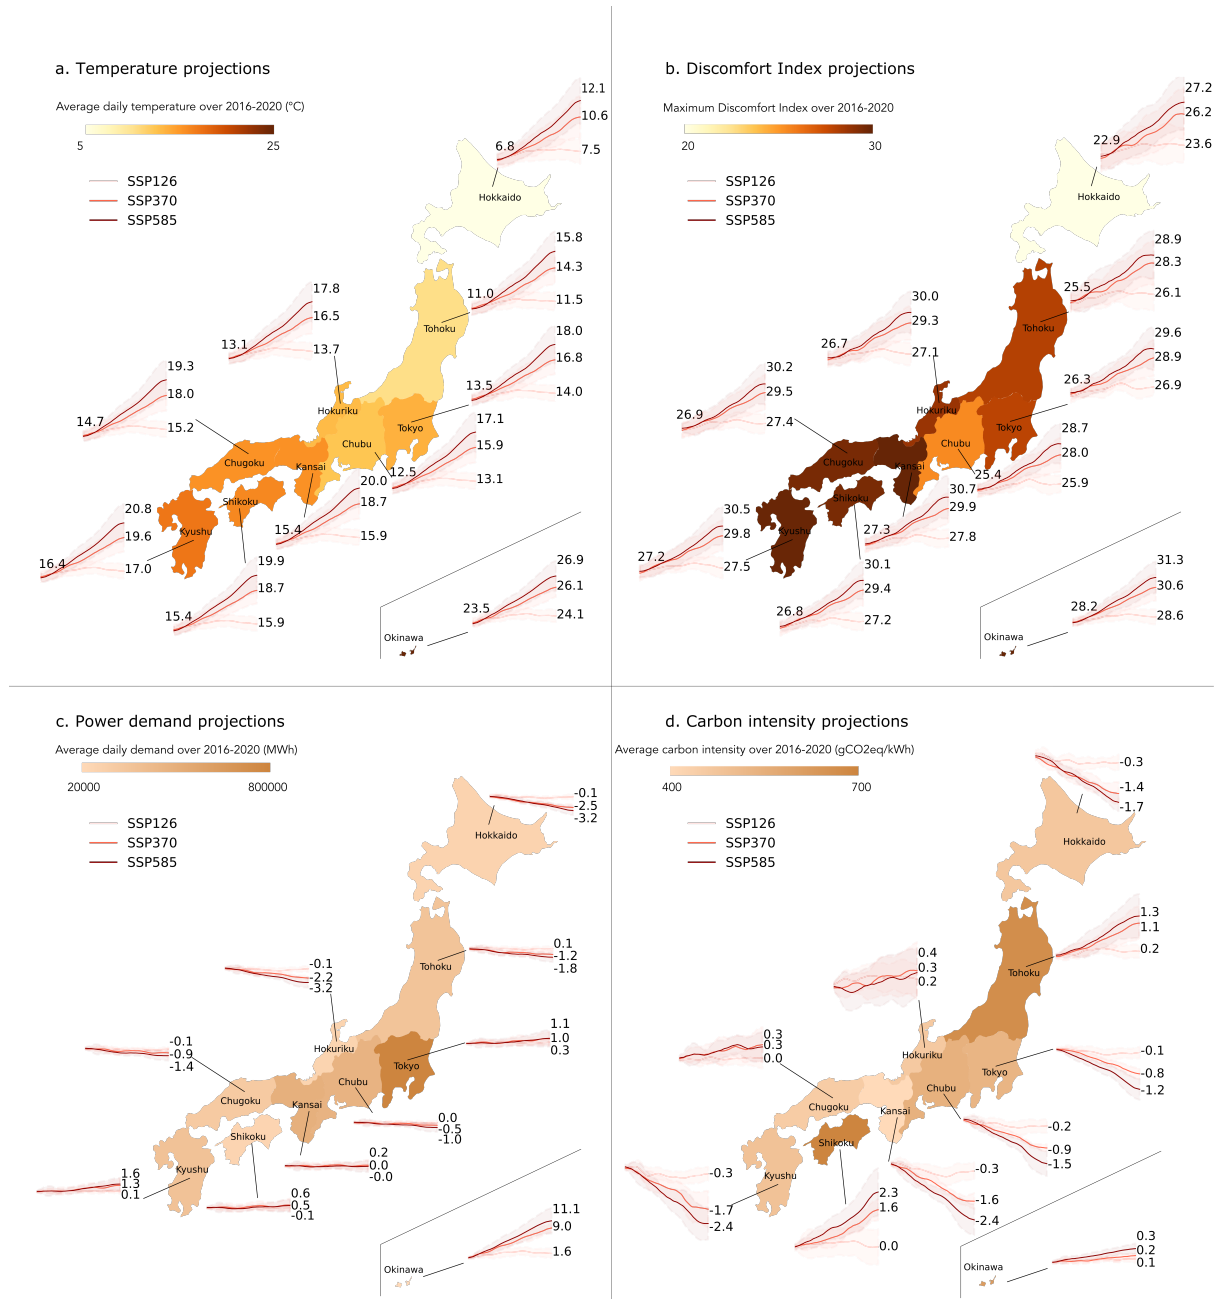 a. Temperature projections
Average daily temperature over 2016-2020 (°C)
5 25
SSP126
SSP370
SSP585
12.1
10.6
7.5
6.8
Hokkaido
15.8
14.3
11.5
11.0
Tohoku
17.8
16.5
13.7
13.1
Hokuriku
18.0
16.8
14.0
13.5
Tokyo
19.3
18.0
15.2
14.7
Chugoku
17.1
15.9
13.1
12.5
Chubu
20.0
18.7
15.9
15.4
Kansai
20.8
19.6
17.0
16.4
Kyushu
19.9
18.7
15.9
15.4
Shikoku
26.9
26.1
24.1
23.5
Okinawa
b. Discomfort Index projections
Maximum Discomfort Index over 2016-2020
20 30
SSP126
SSP370
SSP585
27.2
26.2
23.6
22.9
Hokkaido
28.9
28.3
26.1
25.5
Tohoku
30.0
29.3
27.1
26.7
Hokuriku
29.6
28.9
26.9
26.3
Tokyo
30.2
29.5
27.4
26.9
Chugoku
28.7
28.0
25.9
25.4
Chubu
30.7
29.9
27.8
27.3
Kansai
30.5
29.8
27.5
27.2
Kyushu
30.1
29.4
27.2
26.8
Shikoku
31.3
30.6
28.6
28.2
Okinawa
c. Power demand projections
Average daily demand over 2016-2020 (MWh)
20000 800000
SSP126
SSP370
SSP585
-0.1
-2.5
-3.2
Hokkaido
0.1
-1.2
-1.8
Tohoku
-0.1
-2.2
-3.2
Hokuriku
1.1
1.0
0.3
Tokyo
-0.1
-0.9
-1.4
Chugoku
0.0
-0.5
-1.0
Chubu
0.2
0.0
-0.0
Kansai
1.6
1.3
0.1
Kyushu
0.6
0.5
-0.1
Shikoku
11.1
9.0
1.6
Okinawa
d. Carbon intensity projections
Average carbon intensity over 2016-2020 (gCO2eq/kWh)
400 700
SSP126
SSP370
SSP585
-0.3
-1.4
-1.7
Hokkaido
1.3
1.1
0.2
Tohoku
0.4
0.3
0.2
Hokuriku
-0.1
-0.8
-1.2
Tokyo
0.3
0.3
0.0
Chugoku
-0.2
-0.9
-1.5
Chubu
-0.3
-1.6
-2.4
Kansai
-0.3
-1.7
-2.4
Kyushu
2.3
1.6
0.0
Shikoku
0.3
0.2
0.1
Okinawa